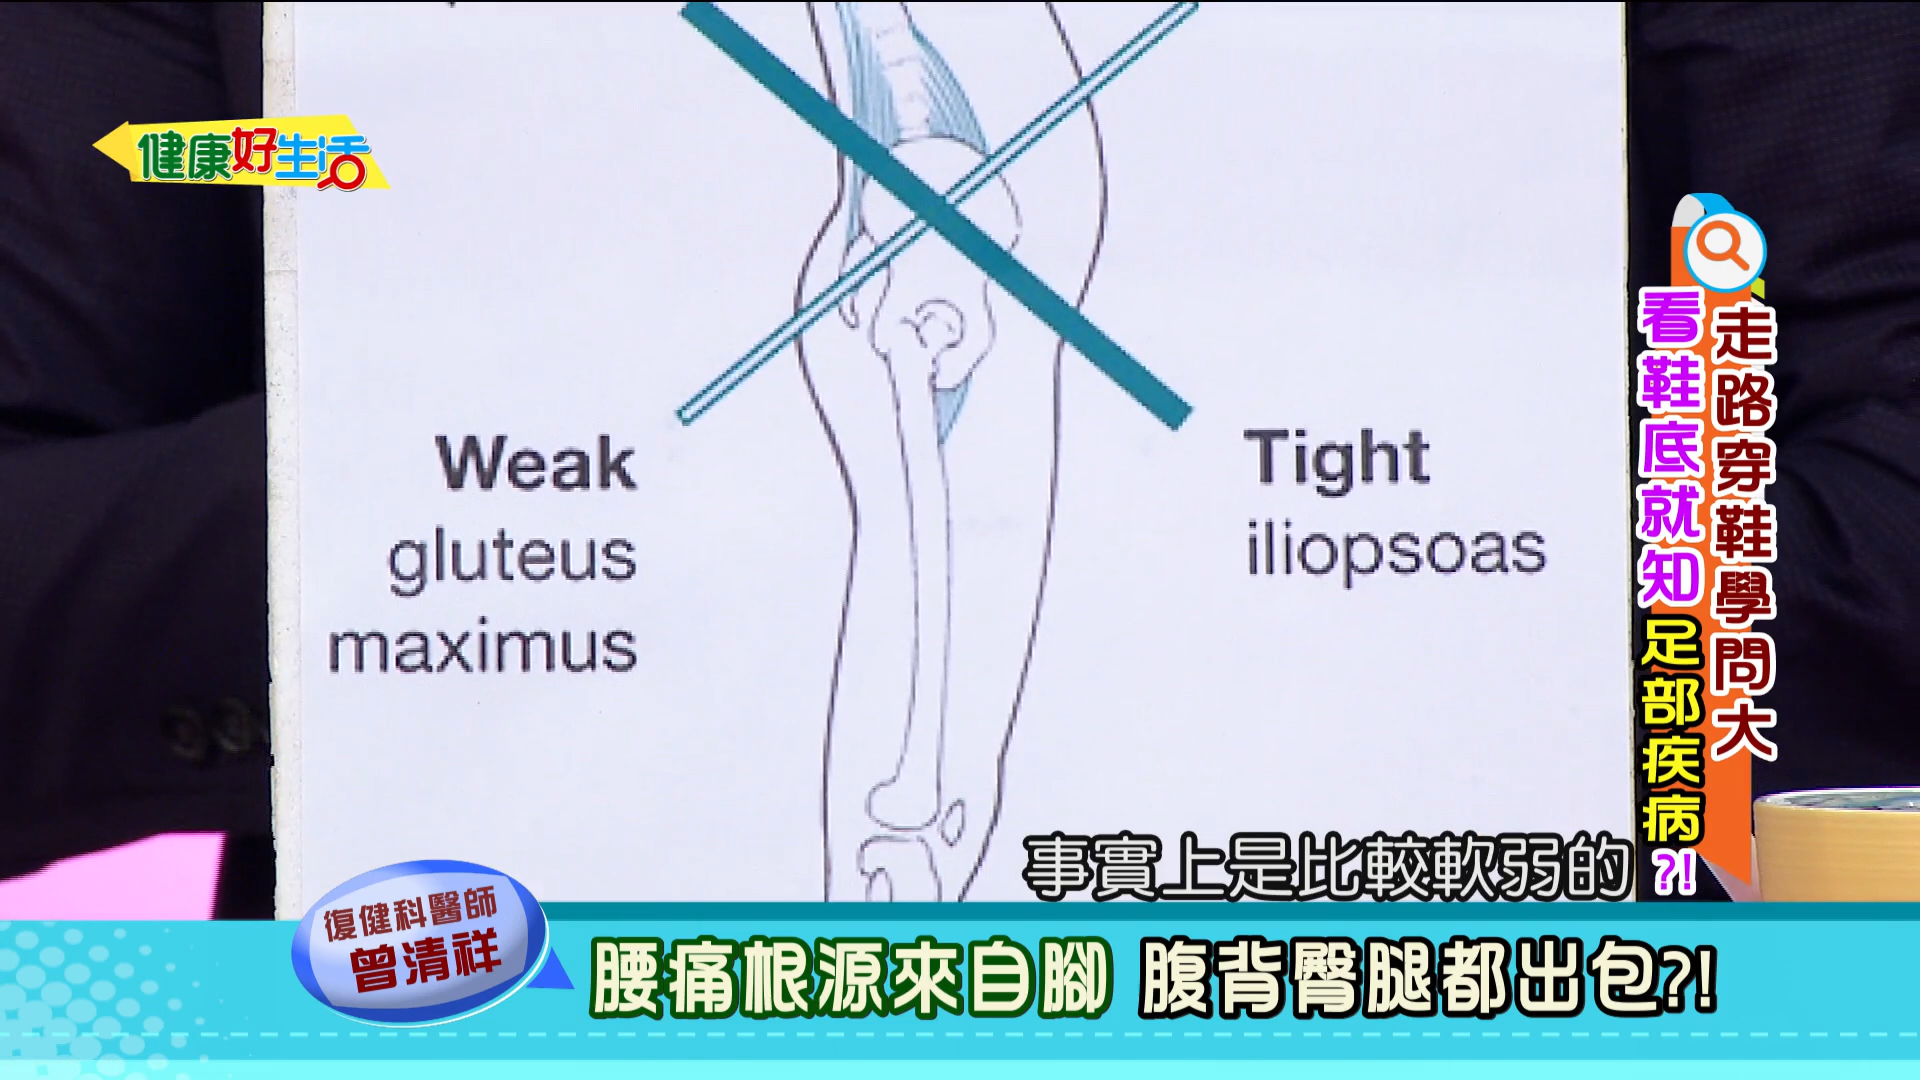 健康好生活
走路穿鞋學問大
看鞋底就知足部疾病?!
Weak
gluteus
maximus
Tight
iliopsoas
事實上是比較軟弱的
復健科醫師
曾清祥
腰痛根源來自腳 腹背臀腿都出包?!